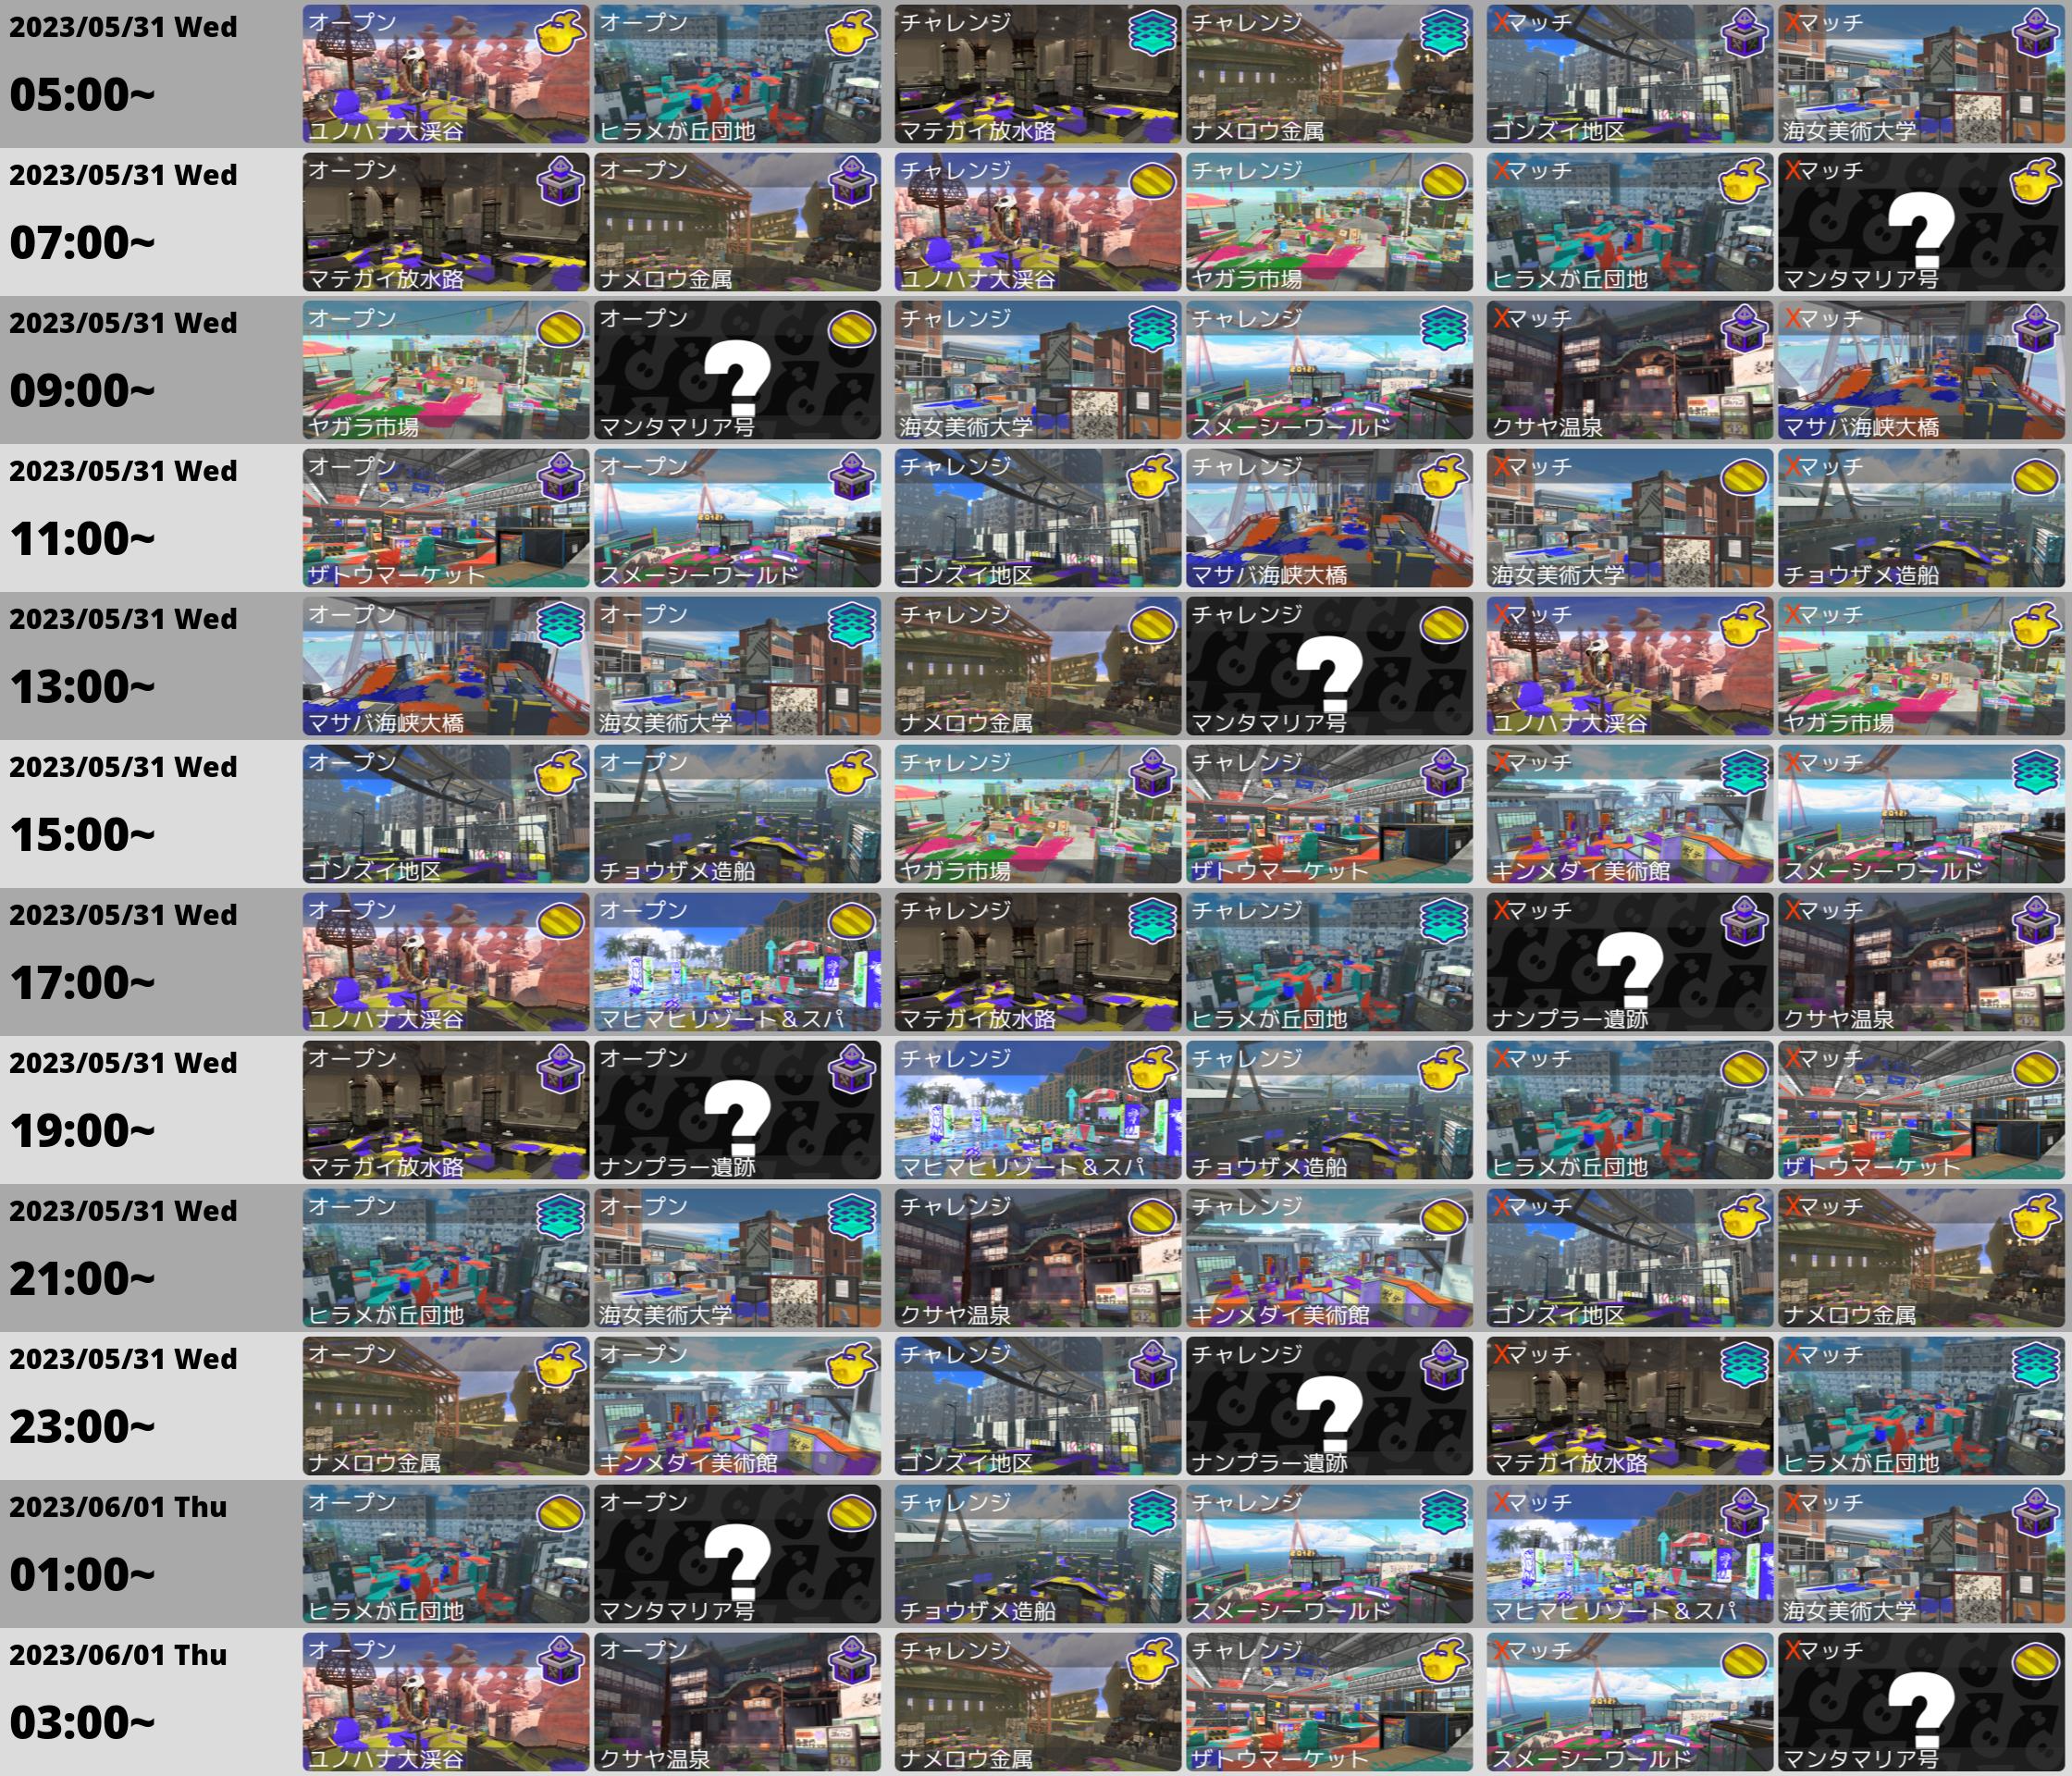 2023/05/31 Wed
05:00~
オープン
ユノハナ大渓谷
オープン
ヒラメが丘団地
チャレンジ
マテガイ放水路
チャレンジ
ナメロウ金属
Xマッチ
ゴンズイ地区
Xマッチ
海女美術大学
2023/05/31 Wed
07:00~
オープン
マテガイ放水路
オープン
ナメロウ金属
チャレンジ
ユノハナ大渓谷
チャレンジ
ヤガラ市場
Xマッチ
ヒラメが丘団地
Xマッチ
?
マンタマリア号
2023/05/31 Wed
09:00~
オープン
ヤガラ市場
オープン
?
マンタマリア号
チャレンジ
海女美術大学
チャレンジ
スメーシーワールド
Xマッチ
クサヤ温泉
Xマッチ
マサバ海峡大橋
2023/05/31 Wed
11:00~
オープン
ザトウマーケット
オープン
スメーシーワールド
チャレンジ
ゴンズイ地区
チャレンジ
マサバ海峡大橋
Xマッチ
海女美術大学
Xマッチ
チョウザメ造船
2023/05/31 Wed
13:00~
オープン
マサバ海峡大橋
オープン
海女美術大学
チャレンジ
ナメロウ金属
チャレンジ
?
マンタマリア号
Xマッチ
ユノハナ大渓谷
Xマッチ
ヤガラ市場
2023/05/31 Wed
15:00~
オープン
ゴンズイ地区
オープン
チョウザメ造船
チャレンジ
ヤガラ市場
チャレンジ
ザトウマーケット
Xマッチ
キンメダイ美術館
Xマッチ
スメーシーワールド
2023/05/31 Wed
17:00~
オープン
ユノハナ大渓谷
オープン
マヒマヒリゾート＆スパ
チャレンジ
マテガイ放水路
チャレンジ
ヒラメが丘団地
Xマッチ
?
ナンプラー遺跡
Xマッチ
クサヤ温泉
2023/05/31 Wed
19:00~
オープン
マテガイ放水路
オープン
?
ナンプラー遺跡
チャレンジ
マヒマヒリゾート＆スパ
チャレンジ
チョウザメ造船
Xマッチ
ヒラメが丘団地
Xマッチ
ザトウマーケット
2023/05/31 Wed
21:00~
オープン
ヒラメが丘団地
オープン
海女美術大学
チャレンジ
クサヤ温泉
チャレンジ
キンメダイ美術館
Xマッチ
ゴンズイ地区
Xマッチ
ナメロウ金属
2023/05/31 Wed
23:00~
オープン
ナメロウ金属
オープン
キンメダイ美術館
チャレンジ
ゴンズイ地区
チャレンジ
?
ナンプラー遺跡
Xマッチ
マテガイ放水路
Xマッチ
ヒラメが丘団地
2023/06/01 Thu
01:00~
オープン
ヒラメが丘団地
オープン
?
マンタマリア号
チャレンジ
チョウザメ造船
チャレンジ
スメーシーワールド
Xマッチ
マヒマヒリゾート＆スパ
Xマッチ
海女美術大学
2023/06/01 Thu
03:00~
オープン
ユノハナ大渓谷
オープン
クサヤ温泉
チャレンジ
ナメロウ金属
チャレンジ
ザトウマーケット
Xマッチ
スメーシーワールド
Xマッチ
?
マンタマリア号